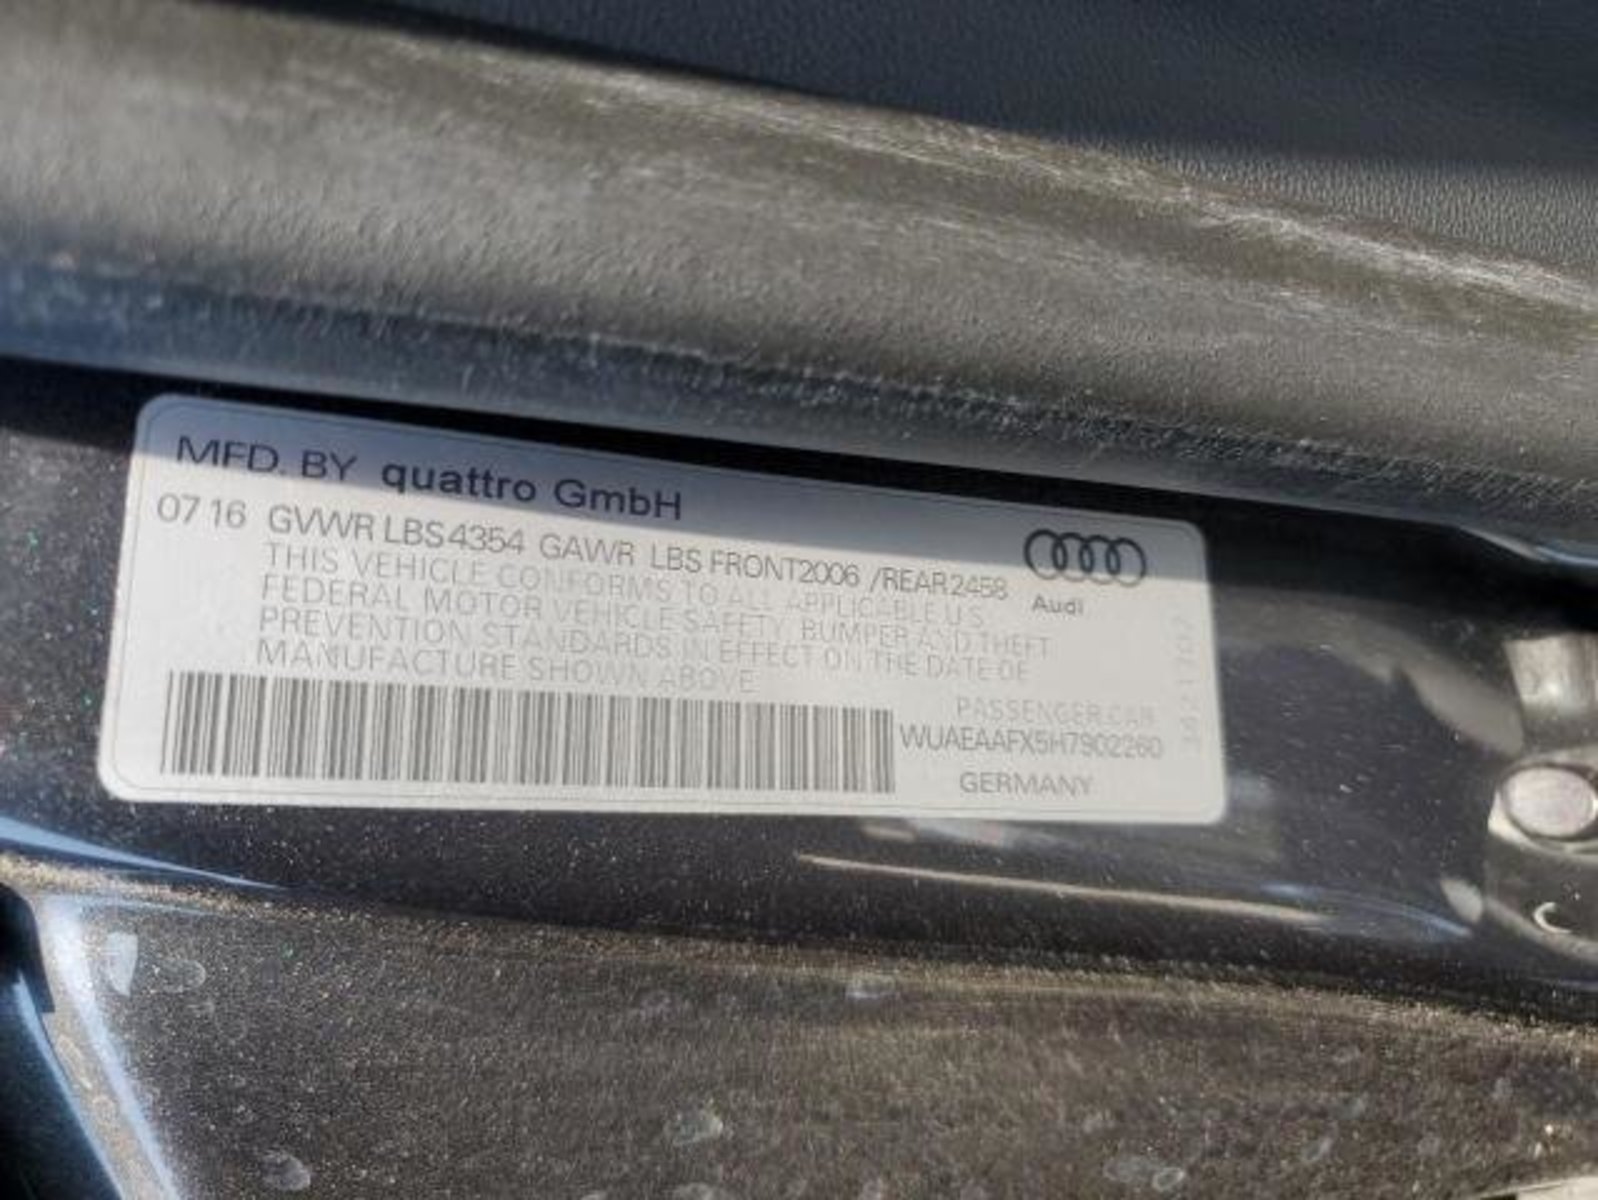 MFD. BY quattro GmbH
07 16 GVWR LBS 4354 GAWR LBS FRONT2006 /REAR2458
THIS VEHICLE CONFORMS TO ALL APPLICABLE U.S.
FEDERAL MOTOR VEHICLE SAFETY, BUMPER AND THEFT
PREVENTION STANDARDS IN EFFECT ON THE DATE OF
MANUFACTURE SHOWN ABOVE
Audi
PASSENGER CAR
WUAEAAFX5H7902260
GERMANY